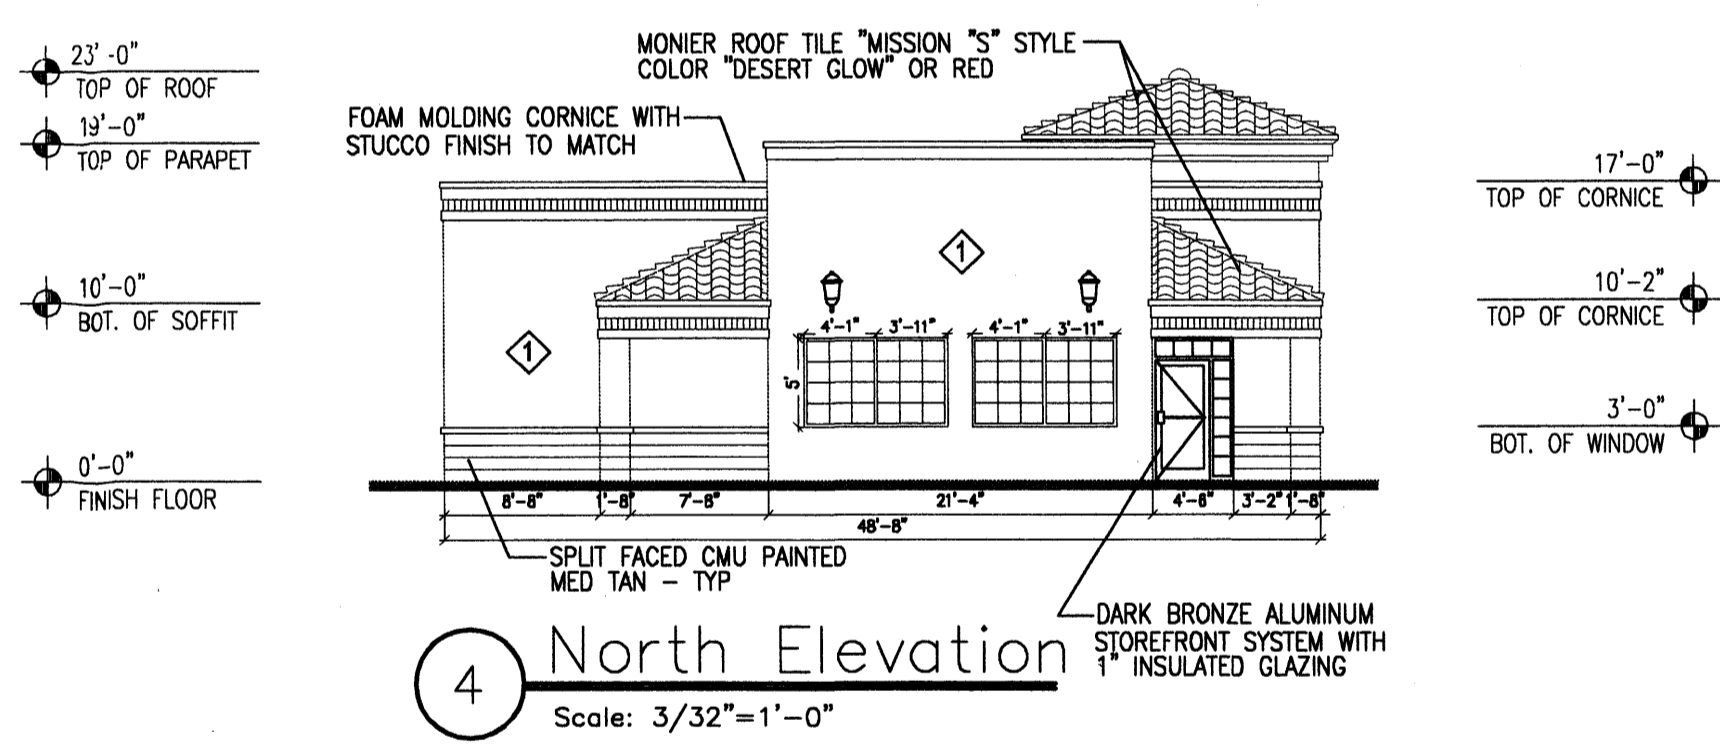 23'-0"
TOP OF ROOF
19'-0"
TOP OF PARAPET
10'-0"
BOT. OF SOFFIT
0'-0"
FINISH FLOOR
MONIER ROOF TILE "MISSION "S" STYLE
COLOR "DESERT GLOW" OR RED
FOAM MOLDING CORNICE WITH
STUCCO FINISH TO MATCH
17'-0"
TOP OF CORNICE
10'-2"
TOP OF CORNICE
3'-0"
BOT. OF WINDOW
1
1
4'-1" 3'-11" 4'-1" 3'-11"
5'
8'-8" 1'-8 7'-8" 21'-4" 4'-6" 3'-2" 1'-8"
48'-8"
SPLIT FACED CMU PAINTED
MED TAN - TYP
DARK BRONZE ALUMINUM
STOREFRONT SYSTEM WITH
1" INSULATED GLAZING
4 North Elevation
Scale: 3/32"=1'-0"